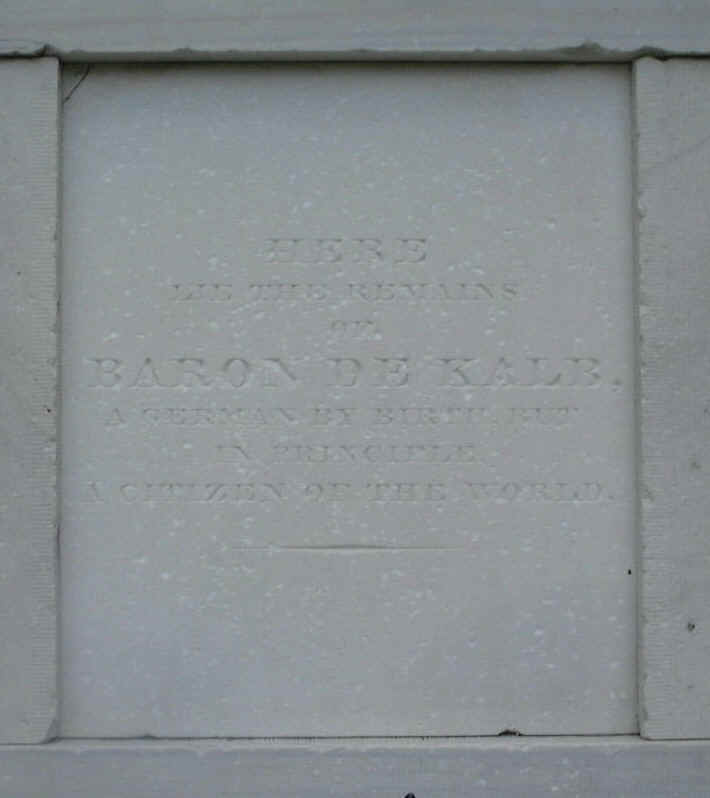 HERE
LIE THE REMAINS
OF
BARON DE KALB.
A GERMAN BY BIRTH, BUT
IN PRINCIPLE
A CITIZEN OF THE WORLD.